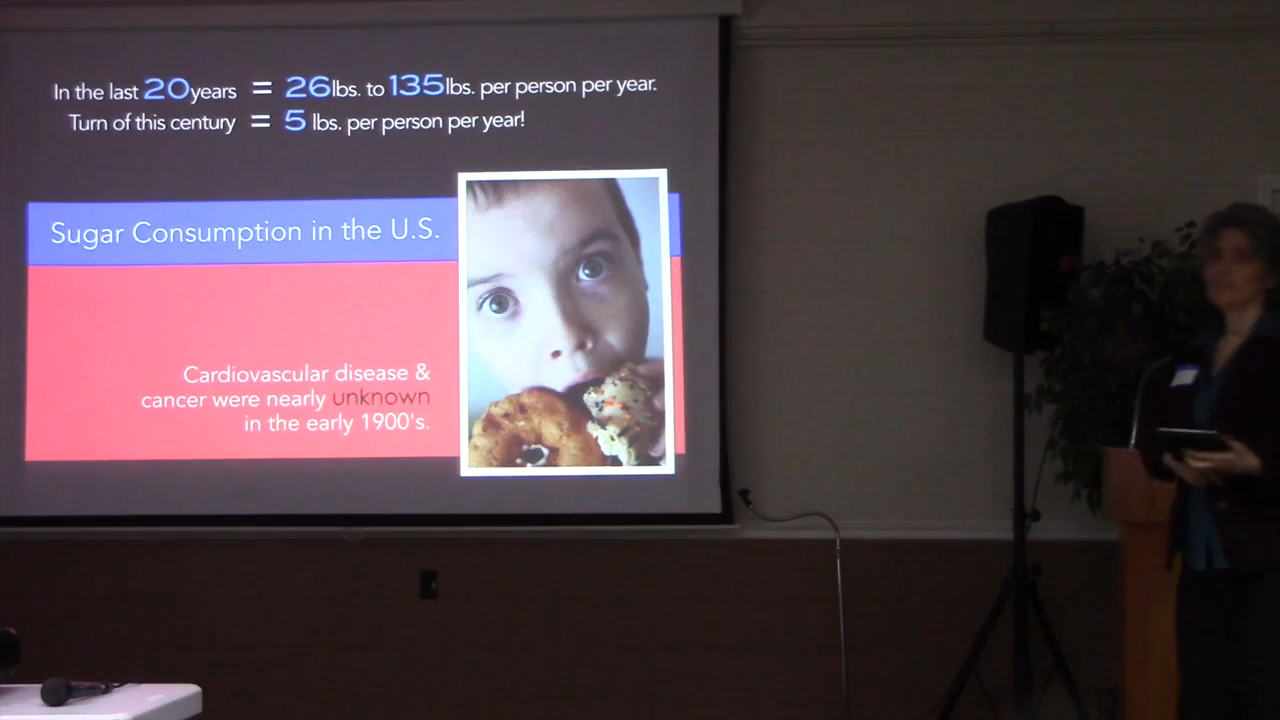 In the last 20 years = 26 lbs. to 135 lbs. per person per year.
Turn of this century = 5 lbs. per person per year!
Sugar Consumption in the U.S.
Cardiovascular disease &
cancer were nearly unknown
in the early 1900's.